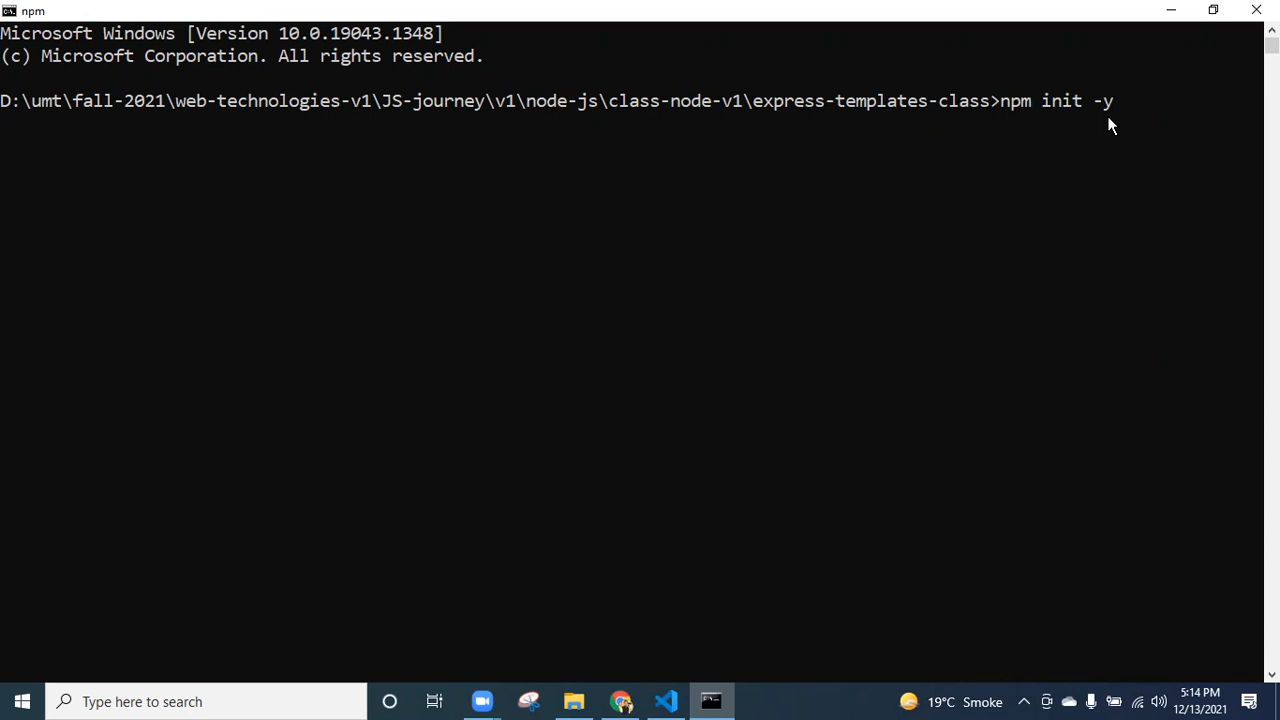 npm
Microsoft Windows [Version 10.0.19043.1348]
(c) Microsoft Corporation. All rights reserved.
D:\umt\fall-2021\web-technologies-v1\JS-journey\v1\node-js\class-node-v1\express-templates-class>npm init -y
Type here to search
19°C Smoke
5:14 PM
12/13/2021